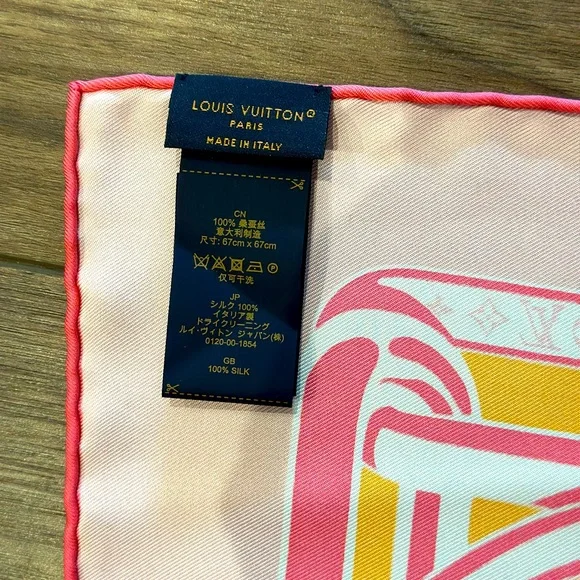 LOUIS VUITTON
PARIS
MADE IN ITALY
CN
100% 桑蚕丝
意大利制造
尺寸: 67cm x 67cm
仅可干洗
JP
シルク 100%
イタリア製
ドライクリーニング
ルイ・ヴィトン ジャパン(株)
0120-00-1854
GB
100% SILK